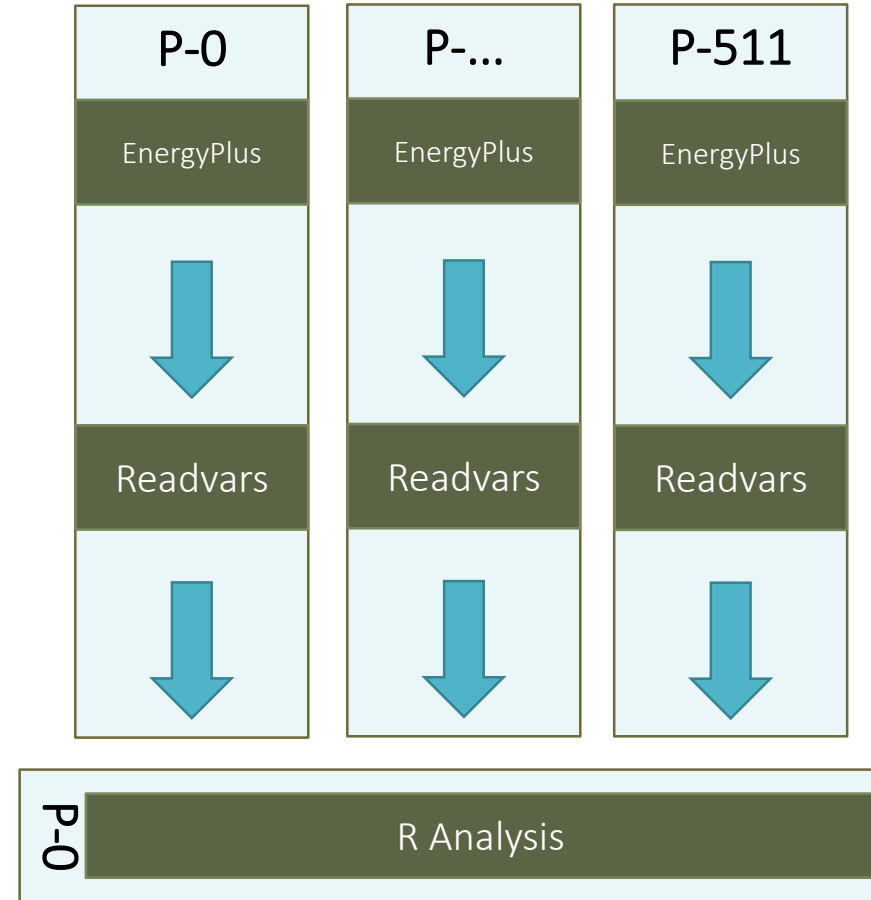 P-0
P-...
P-511
EnergyPlus
EnergyPlus
EnergyPlus
Readvars
Readvars
Readvars
P-0
R Analysis